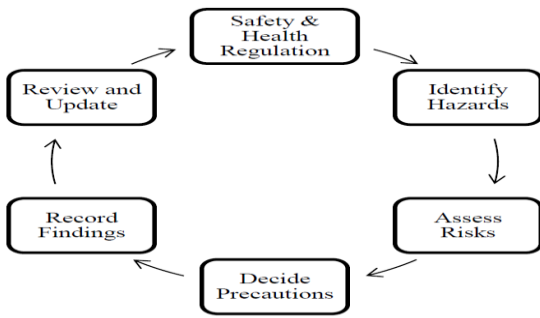 Safety &
Health
Regulation
Identify
Hazards
Assess
Risks
Decide
Precautions
Record
Findings
Review and
Update